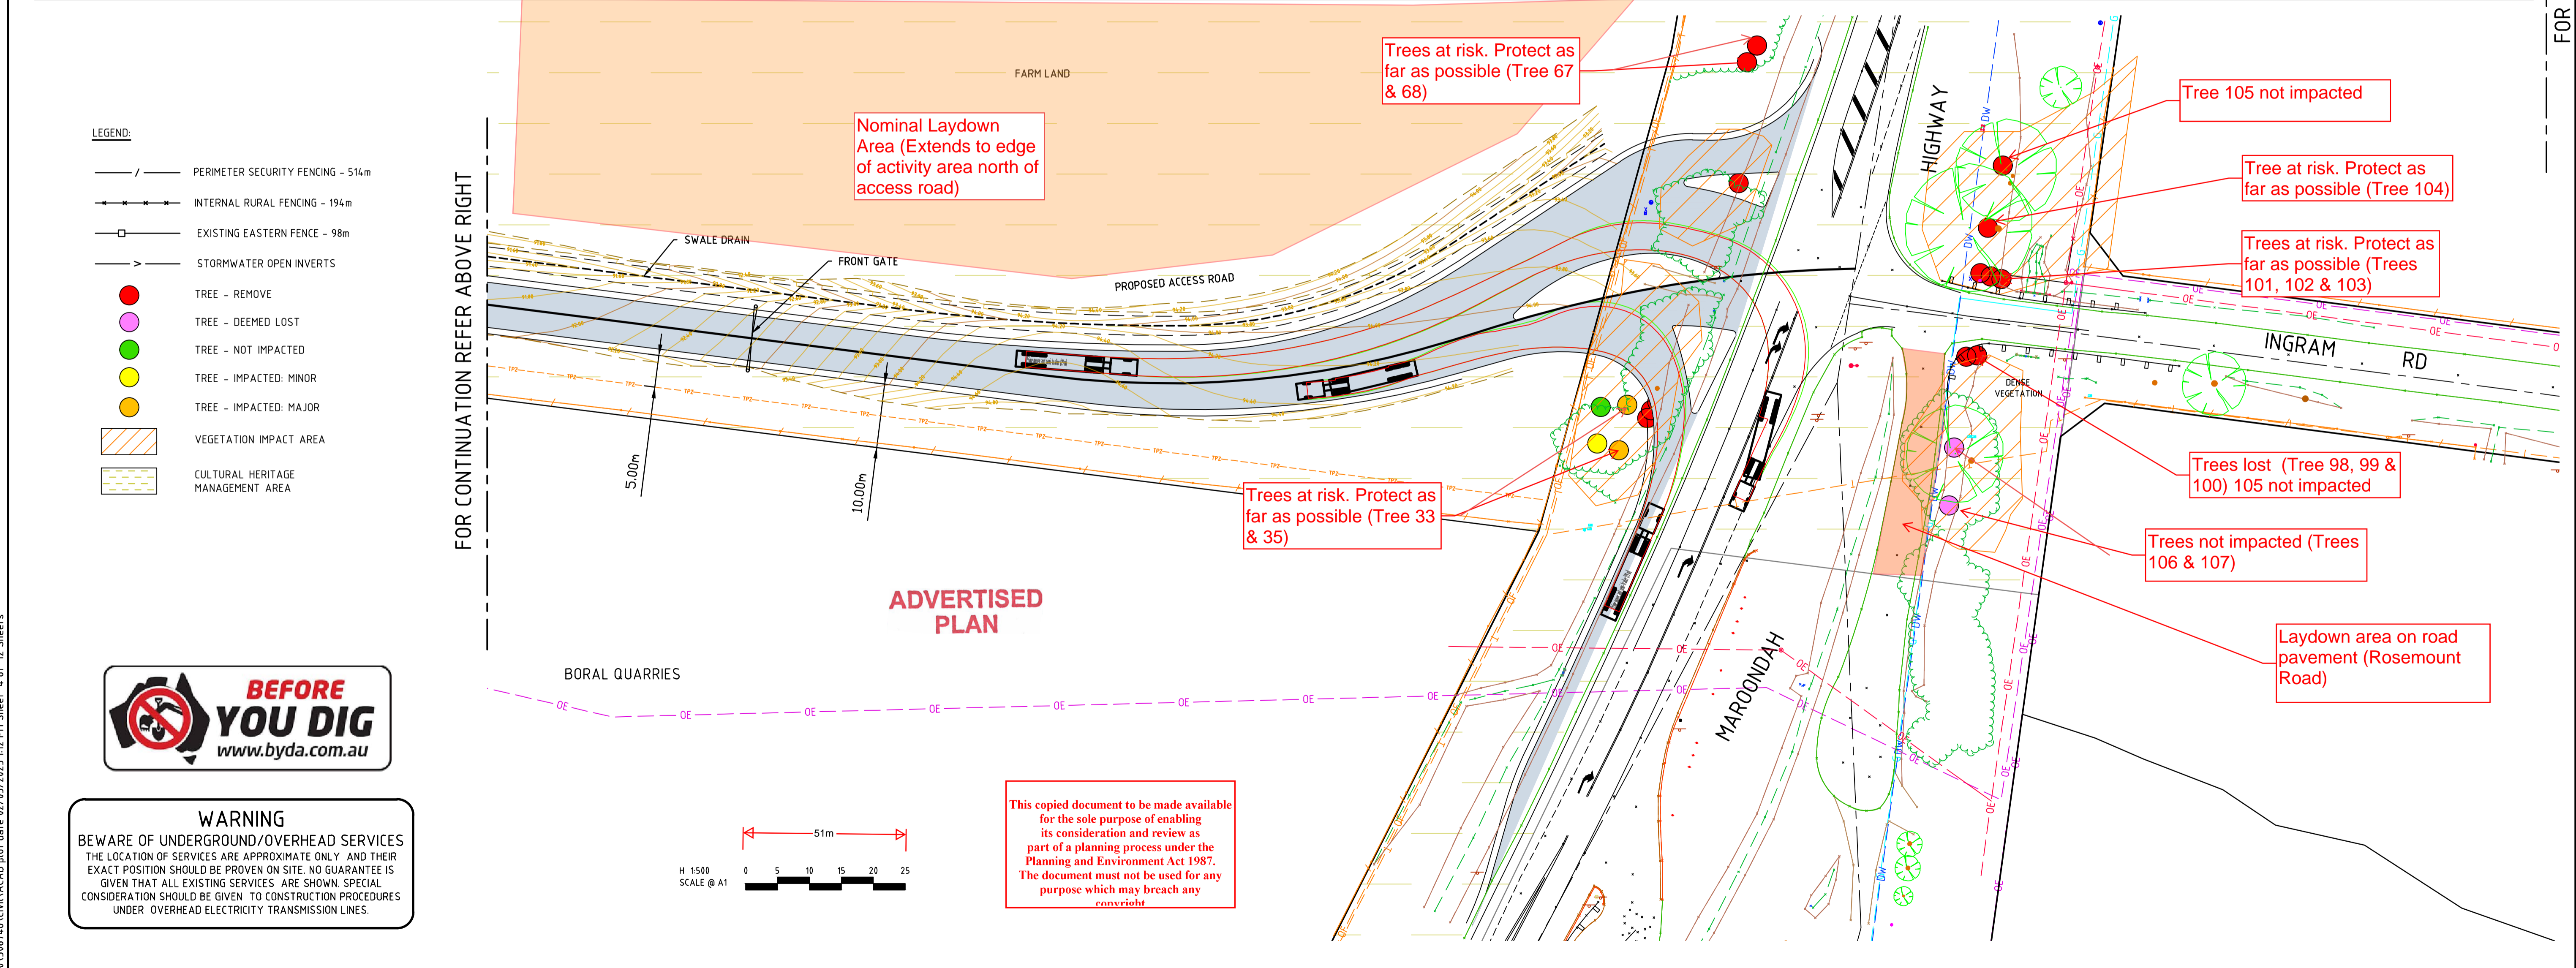 LEGEND:
PERIMETER SECURITY FENCING - 514m
INTERNAL RURAL FENCING - 194m
EXISTING EASTERN FENCE - 98m
STORMWATER OPEN INVERTS
TREE - REMOVE
TREE - DEEMED LOST
TREE - NOT IMPACTED
TREE - IMPACTED: MINOR
TREE - IMPACTED: MAJOR
VEGETATION IMPACT AREA
CULTURAL HERITAGE
MANAGEMENT AREA
BEFORE
YOU DIG
www.byda.com.au
WARNING
BEWARE OF UNDERGROUND/OVERHEAD SERVICES
THE LOCATION OF SERVICES ARE APPROXIMATE ONLY AND THEIR
EXACT POSITION SHOULD BE PROVEN ON SITE. NO GUARANTEE IS
GIVEN THAT ALL EXISTING SERVICES ARE SHOWN. SPECIAL
CONSIDERATION SHOULD BE GIVEN TO CONSTRUCTION PROCEDURES
UNDER OVERHEAD ELECTRICITY TRANSMISSION LINES.
FOR CONTINUATION REFER ABOVE RIGHT
FARM LAND
Nominal Laydown
Area (Extends to edge
of activity area north of
access road)
SWALE DRAIN
FRONT GATE
PROPOSED ACCESS ROAD
5.00m
10.00m
ADVERTISED
PLAN
BORAL QUARRIES
51m
H 1:500
SCALE @ A1
0 5 10 15 20 25
This copied document to be made available
for the sole purpose of enabling
its consideration and review as
part of a planning process under the
Planning and Environment Act 1987.
The document must not be used for any
purpose which may breach any
copyright
Trees at risk. Protect as
far as possible (Tree 67
& 68)
Trees at risk. Protect as
far as possible (Tree 33
& 35)
HIGHWAY
MAROONDAH
INGRAM RD
DENSE
VEGETATION
Tree 105 not impacted
Tree at risk. Protect as
far as possible (Tree 104)
Trees at risk. Protect as
far as possible (Trees
101, 102 & 103)
Trees lost (Tree 98, 99 &
100) 105 not impacted
Trees not impacted (Trees
106 & 107)
Laydown area on road
pavement (Rosemount
Road)
FOR